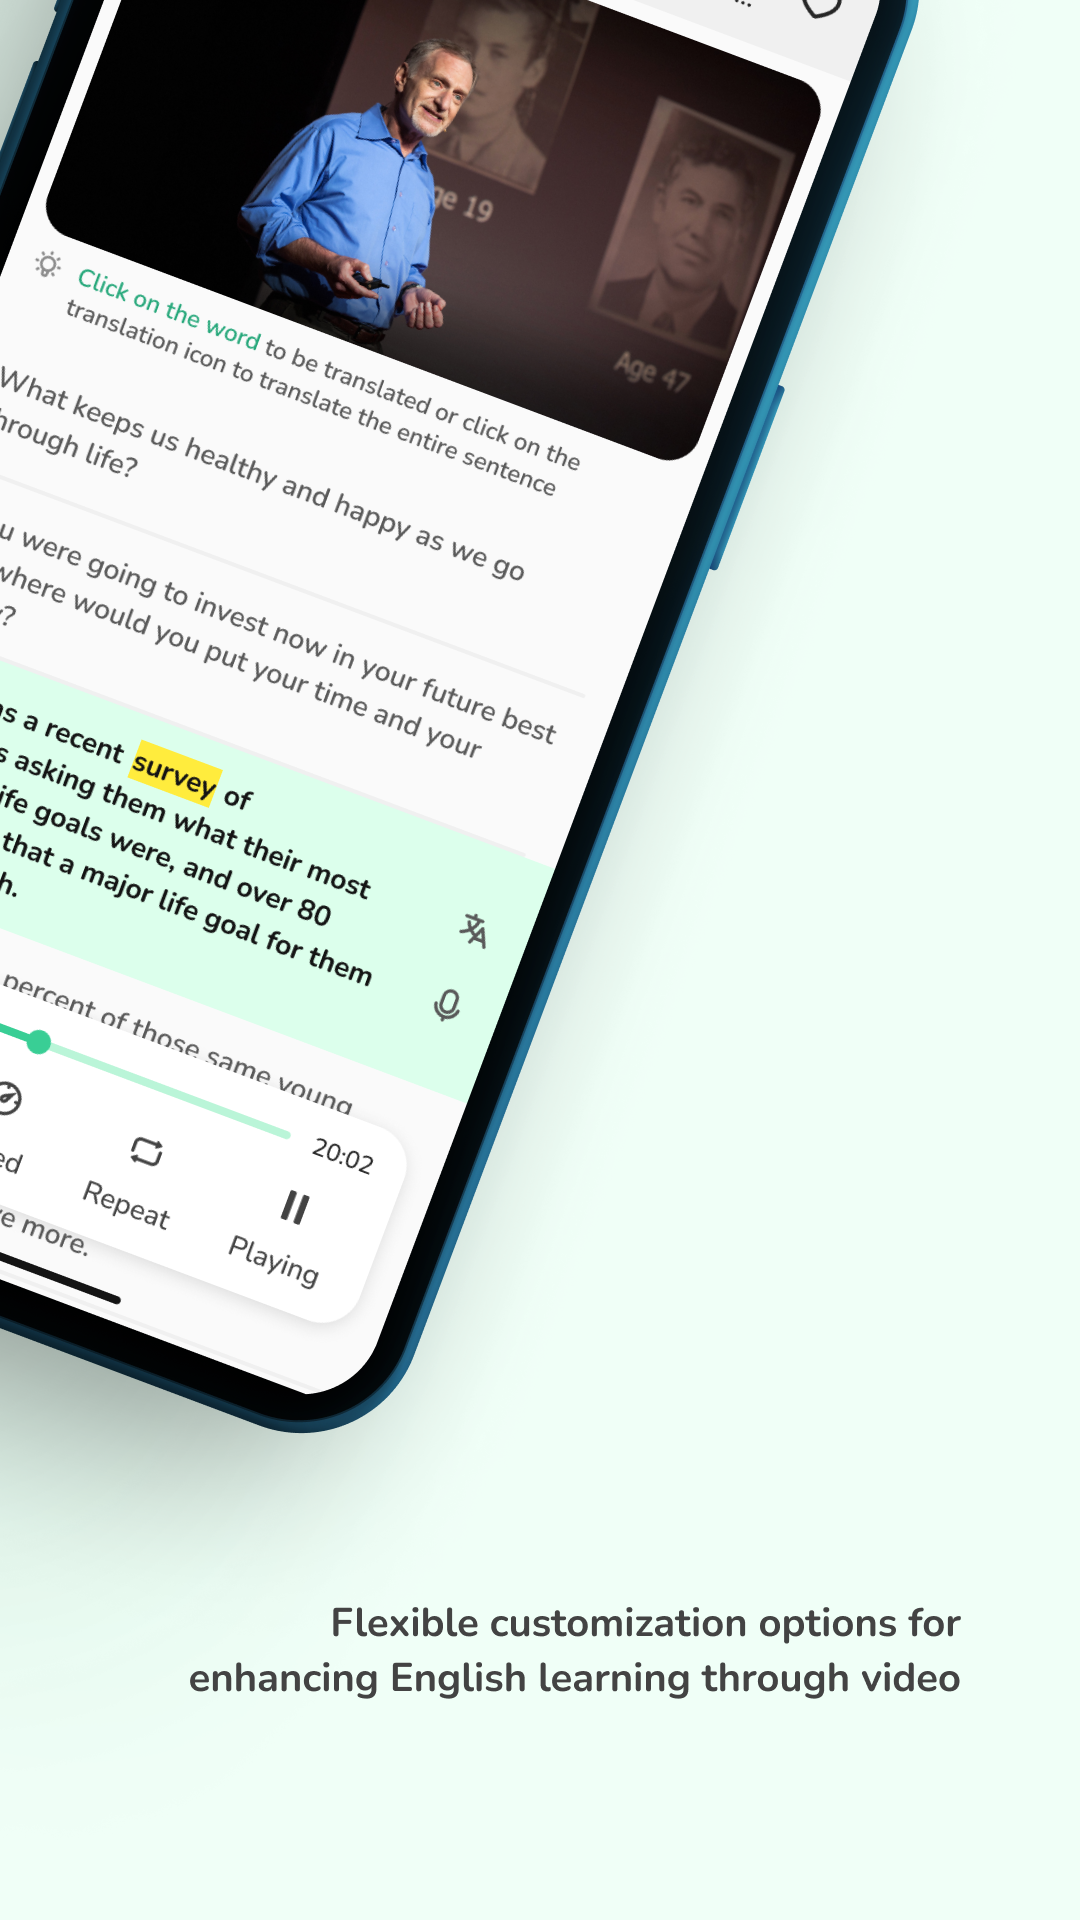 ...
ge 19
Age 47
Click on the word to be translated or click on the
translation icon to translate the entire sentence
What keeps us healthy and happy as we go
hrough life?
u were going to invest now in your future best
where would you put your time and your
?
as a recent survey of
s asking them what their most
ife goals were, and over 80
that a major life goal for them
h.
percent of those same young
20:02
ed
Repeat
Playing
ve more.
Flexible customization options for
enhancing English learning through video